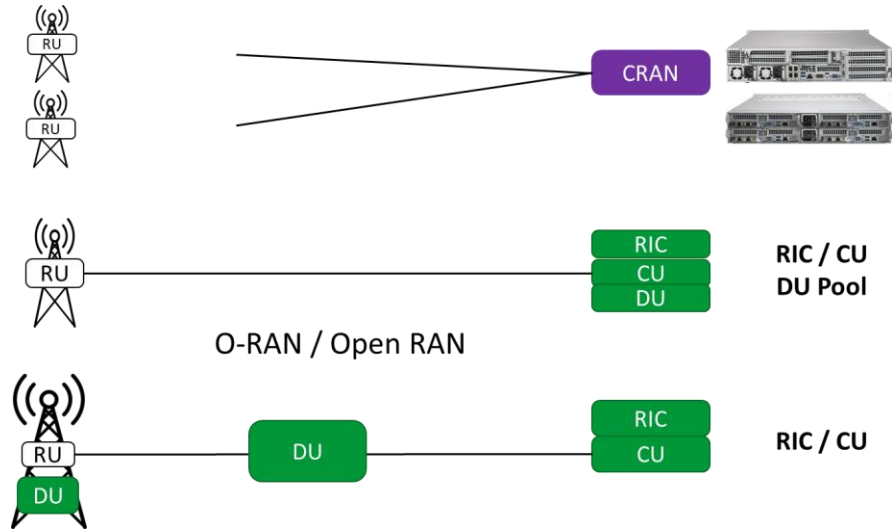 RU
CRAN
RU
RU
RIC
CU
DU
RIC / CU
DU Pool
O-RAN / Open RAN
RU
DU
DU
RIC
CU
RIC / CU